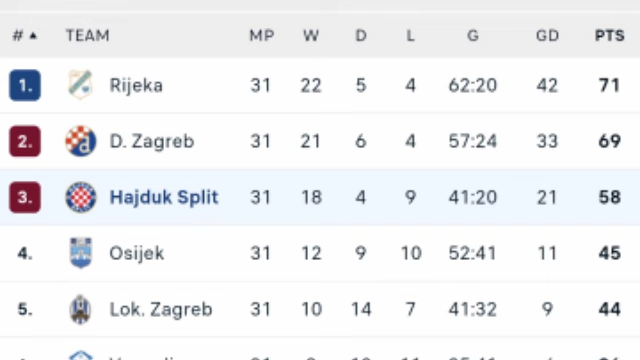 # ▲ TEAM MP W D L G GD PTS
1. Rijeka 31 22 5 4 62:20 42 71
2. D. Zagreb 31 21 6 4 57:24 33 69
3. Hajduk Split 31 18 4 9 41:20 21 58
4. Osijek 31 12 9 10 52:41 11 45
5. Lok. Zagreb 31 10 14 7 41:32 9 44